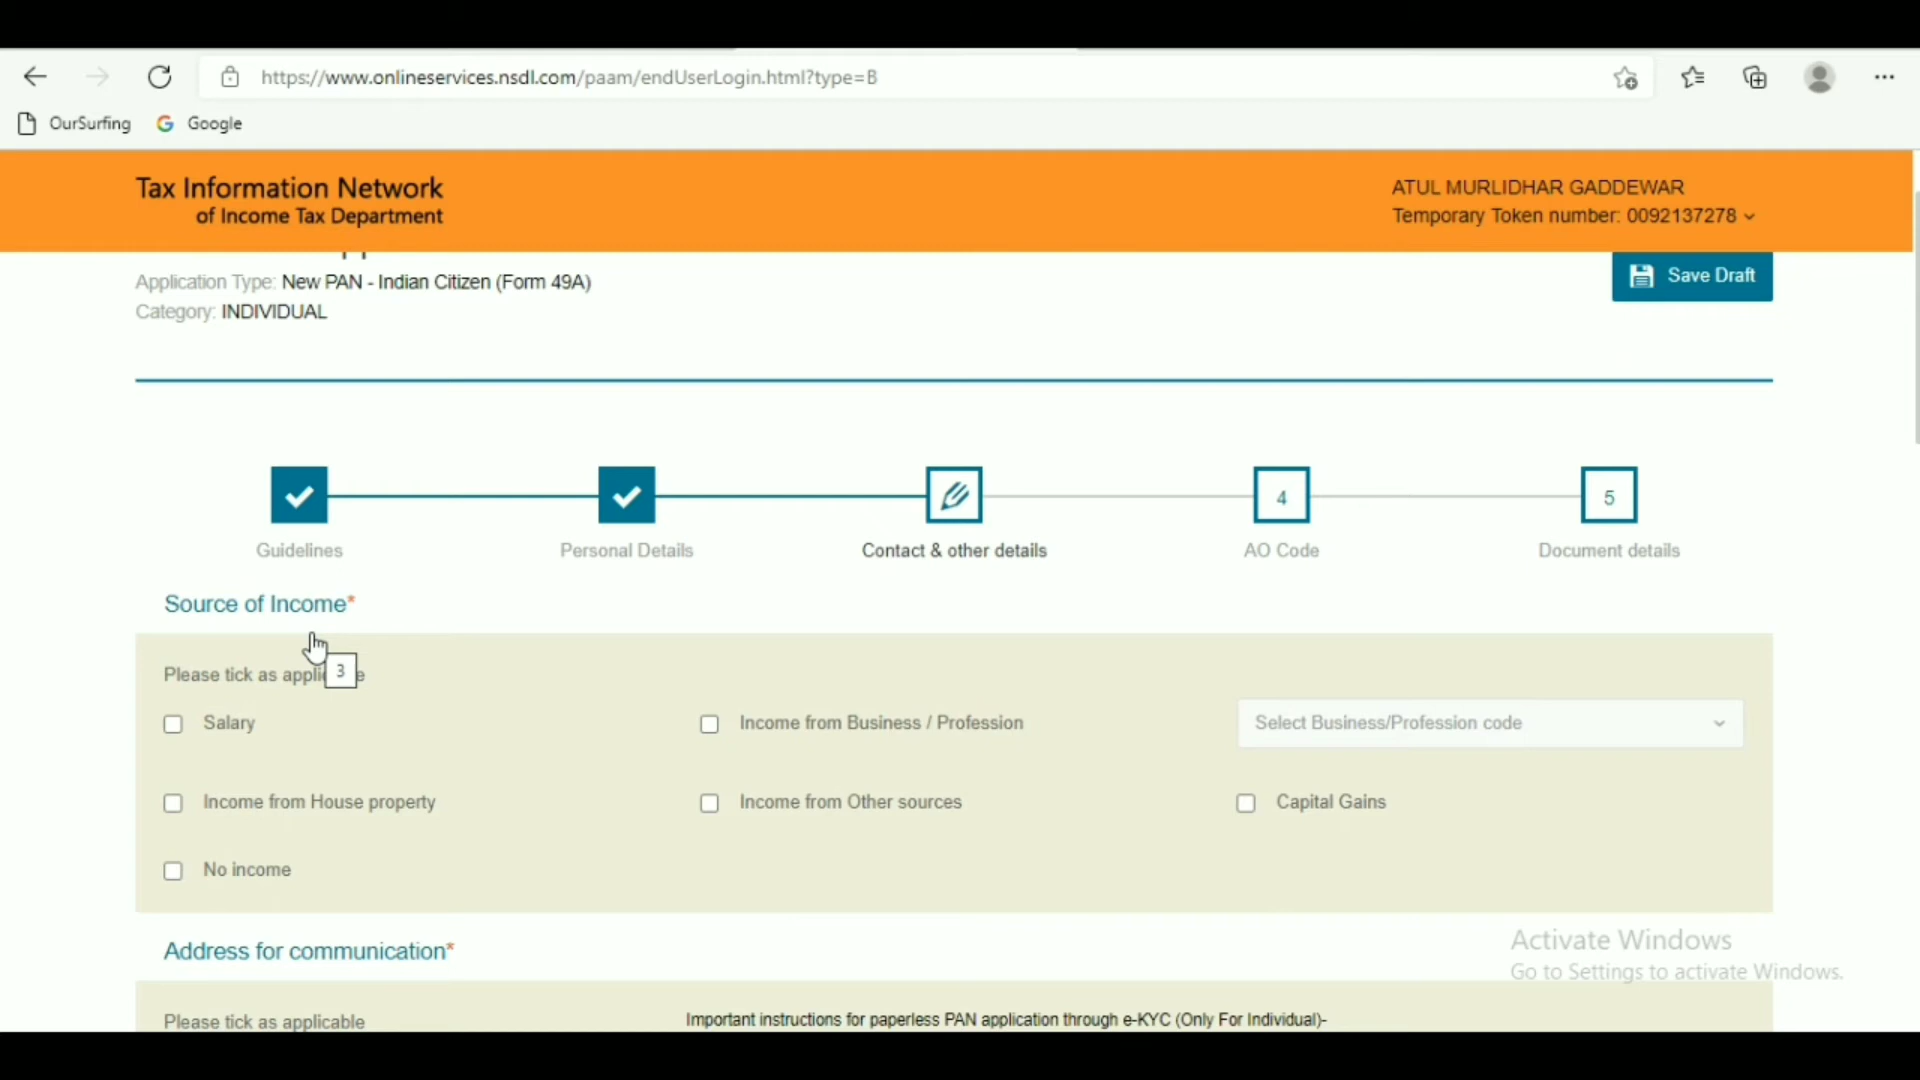 https://www.onlineservices.nsdl.com/paam/endUserLogin.html?type=B
OurSurfing Google
Tax Information Network
of Income Tax Department
ATUL MURLIDHAR GADDEWAR
Temporary Token number: 0092137278
Application Type: New PAN - Indian Citizen (Form 49A)
Category: INDIVIDUAL
Save Draft
4 5
Guidelines Personal Details Contact & other details AO Code Document details
Source of Income*
Please tick as
3
Salary Income from Business / Profession Select Business/Profession code
Income from House property Income from Other sources Capital Gains
No income
Address for communication*
Activate Windows
Go to Settings to activate Windows.
Please tick as applicable Important instructions for paperless PAN application through e-KYC (Only For Individual)-